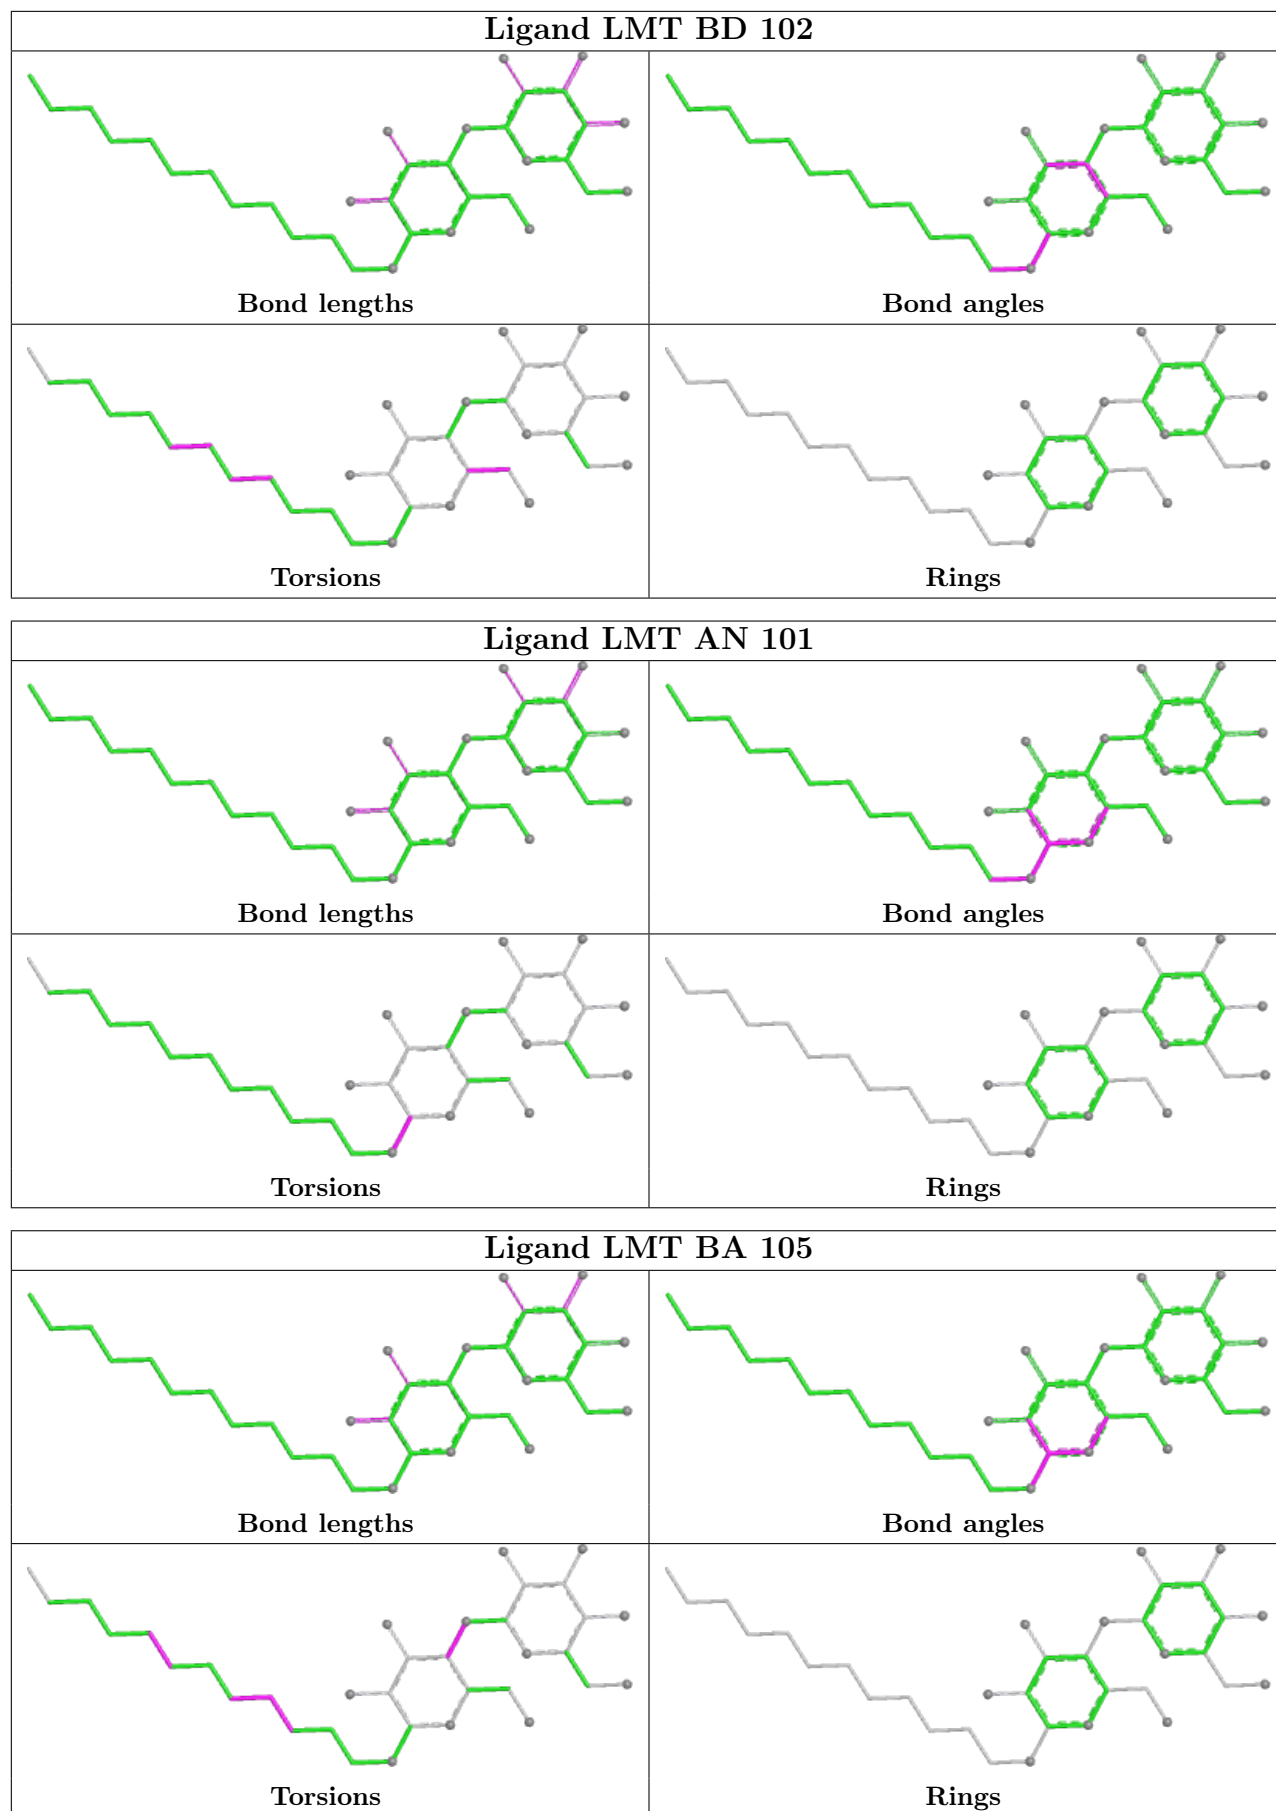 Ligand LMT BD 102
Bond lengths
Bond angles
Torsions
Rings
Ligand LMT AN 101
Bond lengths
Bond angles
Torsions
Rings
Ligand LMT BA 105
Bond lengths
Bond angles
Torsions
Rings